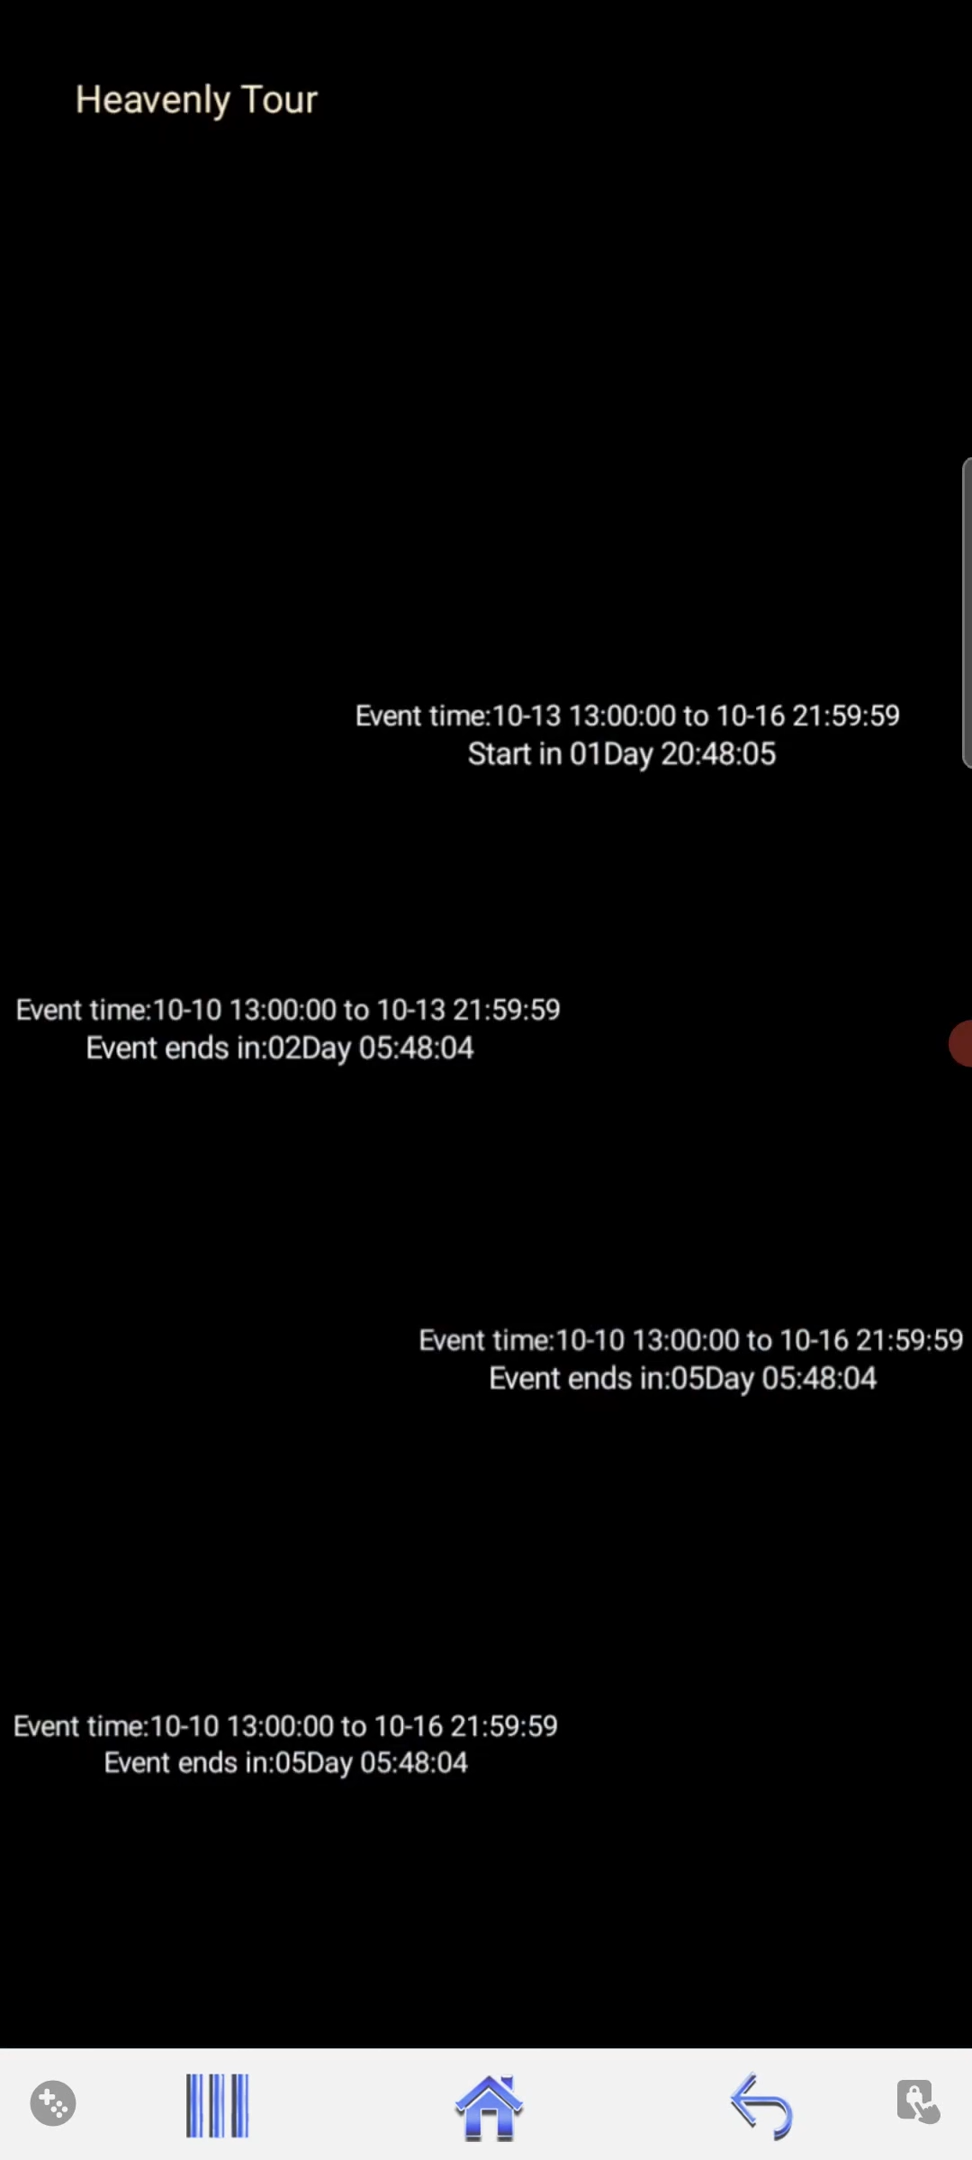 Heavenly Tour
Event time:10-13 13:00:00 to 10-16 21:59:59
Start in 01Day 20:48:05
Event time:10-10 13:00:00 to 10-13 21:59:59
Event ends in:02Day 05:48:04
Event time:10-10 13:00:00 to 10-16 21:59:59
Event ends in:05Day 05:48:04
Event time:10-10 13:00:00 to 10-16 21:59:59
Event ends in:05Day 05:48:04